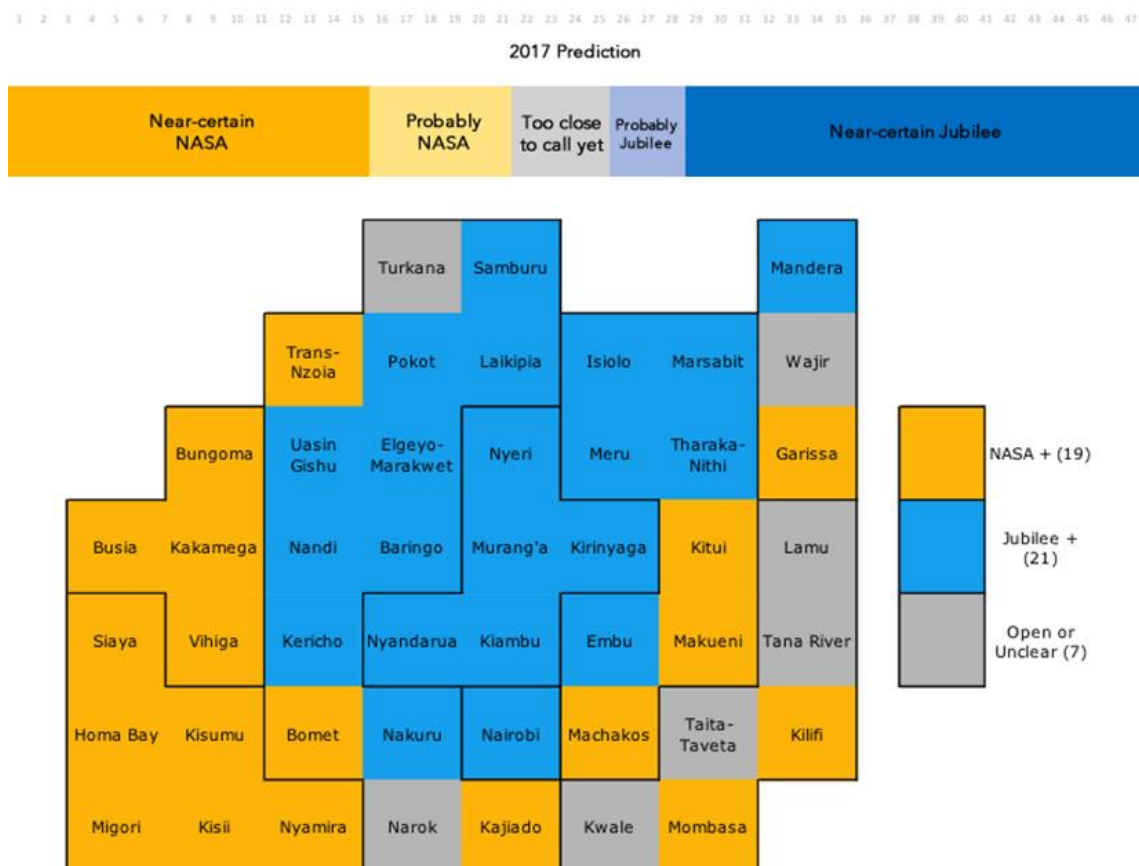 1 2 3 4 5 6 7 8 9 10 11 12 13 14 15 16 17 18 19 20 21 22 23 24 25 26 27 28 29 30 31 32 33 34 35 36 37 38 39 40 41 42 43 44 45 46 47
2017 Prediction
Near-certain
NASA
Probably
NASA
Too close
to call yet
Probably
Jubilee
Near-certain Jubilee
Turkana
Samburu
Mandera
Trans-
Nzoia
Pokot
Laikipia
Isiolo
Marsabit
Wajir
Bungoma
Uasin
Gishu
Elgeyo-
Marakwet
Nyeri
Meru
Tharaka-
Nithi
Garissa
NASA + (19)
Busia
Kakamega
Nandi
Baringo
Murang'a
Kirinyaga
Kitui
Lamu
Jubilee +
(21)
Siaya
Vihiga
Kericho
Nyandarua
Kiambu
Embu
Makueni
Tana River
Open or
Unclear (7)
Homa Bay
Kisumu
Bomet
Nakuru
Nairobi
Machakos
Taita-
Taveta
Kilifi
Migori
Kisii
Nyamira
Narok
Kajiado
Kwale
Mombasa